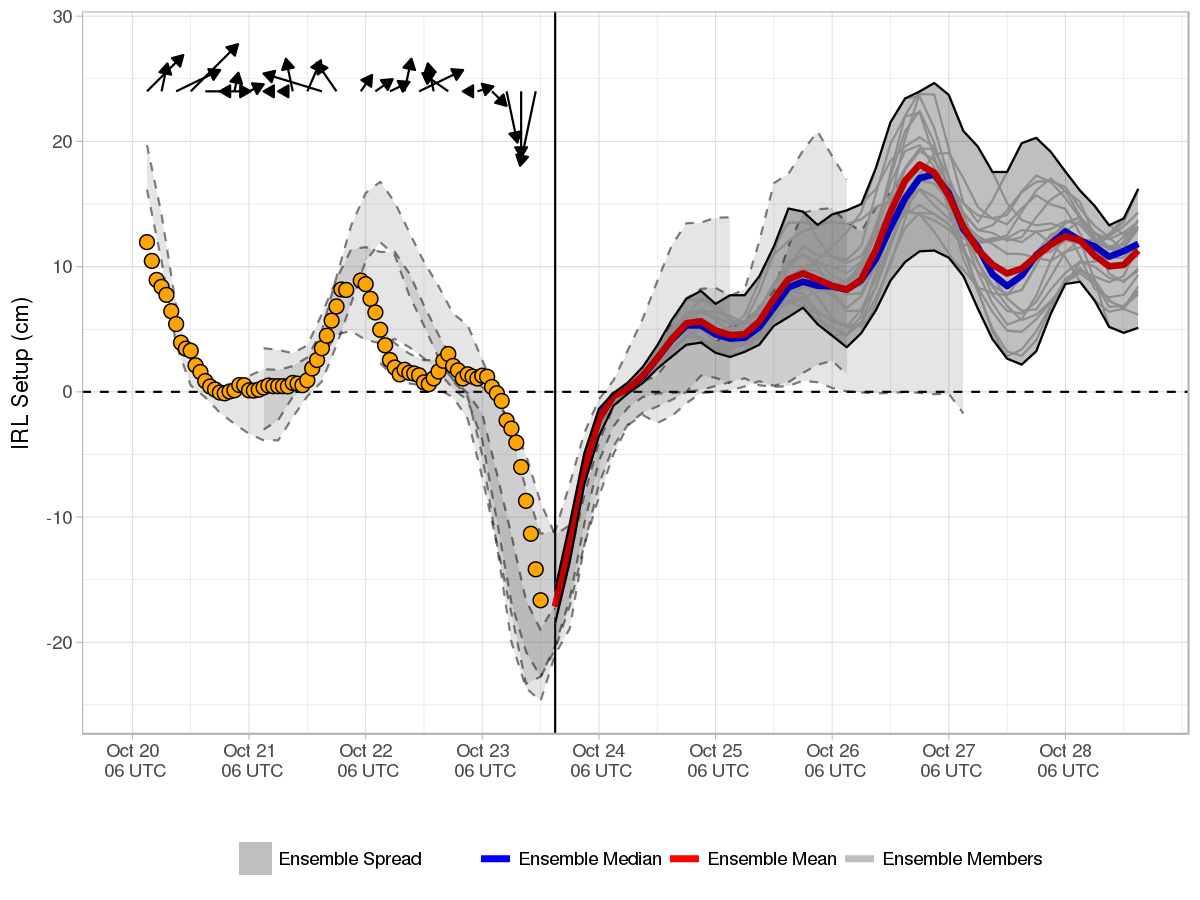 IRL Setup (cm)
30
20
10
0
-10
-20
Oct 20 Oct 21 Oct 22 Oct 23 Oct 24 Oct 25 Oct 26 Oct 27 Oct 28
06 UTC 06 UTC 06 UTC 06 UTC 06 UTC 06 UTC 06 UTC 06 UTC 06 UTC
Ensemble Spread Ensemble Median Ensemble Mean Ensemble Members